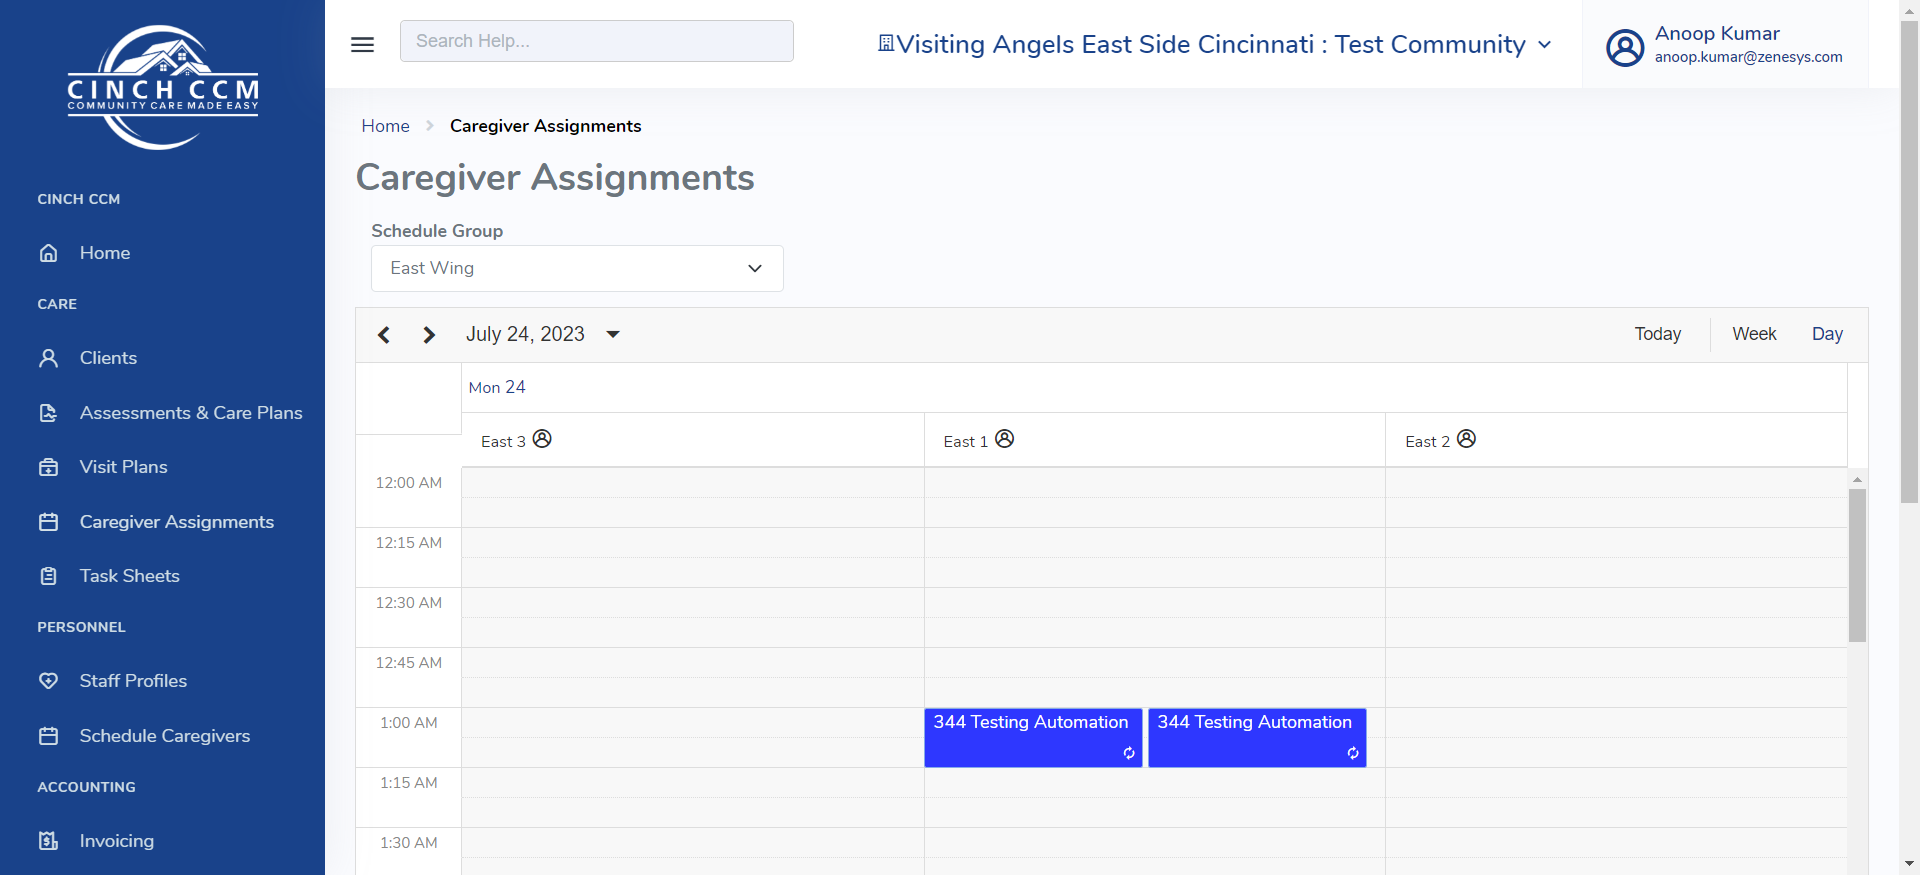 CINCH CCM
COMMUNITY CARE MADE EASY
Search Help...
Visiting Angels East Side Cincinnati : Test Community
Anoop Kumar
anoop.kumar@zenesys.com
CINCH CCM
Home
CARE
Clients
Assessments & Care Plans
Visit Plans
Caregiver Assignments
Task Sheets
PERSONNEL
Staff Profiles
Schedule Caregivers
ACCOUNTING
Invoicing
Home > Caregiver Assignments
Caregiver Assignments
Schedule Group
East Wing
July 24, 2023
Today
Week
Day
Mon 24
East 3
East 1
East 2
12:00 AM
12:15 AM
12:30 AM
12:45 AM
1:00 AM
344 Testing Automation
344 Testing Automation
1:15 AM
1:30 AM